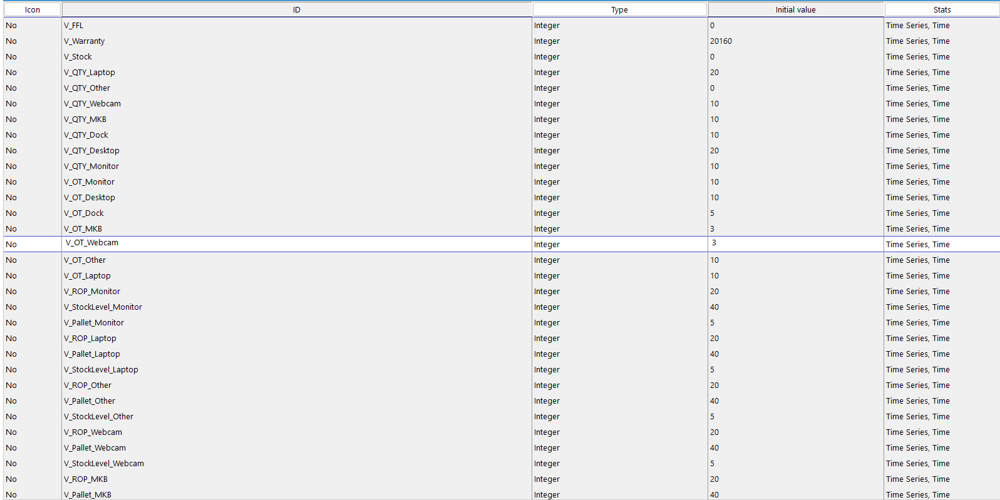 Icon ID Type Initial value Stats
No V_FFL Integer 0 Time Series, Time
No V_Warranty Integer 20160 Time Series, Time
No V_Stock Integer 0 Time Series, Time
No V_QTY_Laptop Integer 20 Time Series, Time
No V_QTY_Other Integer 0 Time Series, Time
No V_QTY_Webcam Integer 10 Time Series, Time
No V_QTY_MKB Integer 10 Time Series, Time
No V_QTY_Dock Integer 10 Time Series, Time
No V_QTY_Desktop Integer 20 Time Series, Time
No V_QTY_Monitor Integer 10 Time Series, Time
No V_OT_Monitor Integer 10 Time Series, Time
No V_OT_Desktop Integer 10 Time Series, Time
No V_OT_Dock Integer 5 Time Series, Time
No V_OT_MKB Integer 3 Time Series, Time
No V_OT_Webcam Integer 3 Time Series, Time
No V_OT_Other Integer 10 Time Series, Time
No V_OT_Laptop Integer 10 Time Series, Time
No V_ROP_Monitor Integer 20 Time Series, Time
No V_StockLevel_Monitor Integer 40 Time Series, Time
No V_Pallet_Monitor Integer 5 Time Series, Time
No V_ROP_Laptop Integer 20 Time Series, Time
No V_Pallet_Laptop Integer 40 Time Series, Time
No V_StockLevel_Laptop Integer 5 Time Series, Time
No V_ROP_Other Integer 20 Time Series, Time
No V_Pallet_Other Integer 40 Time Series, Time
No V_StockLevel_Other Integer 5 Time Series, Time
No V_ROP_Webcam Integer 20 Time Series, Time
No V_Pallet_Webcam Integer 40 Time Series, Time
No V_StockLevel_Webcam Integer 5 Time Series, Time
No V_ROP_MKB Integer 20 Time Series, Time
No V_Pallet_MKB Integer 40 Time Series, Time